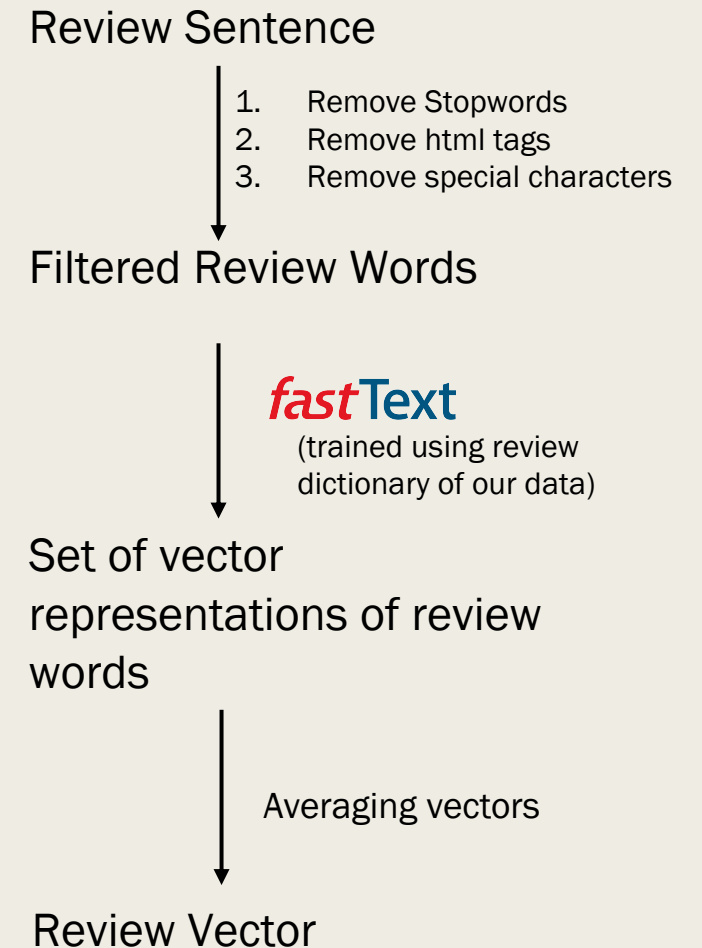 Review Sentence
1. Remove Stopwords
2. Remove html tags
3. Remove special characters
Filtered Review Words
fastText
(trained using review
dictionary of our data)
Set of vector
representations of review
words
Averaging vectors
Review Vector